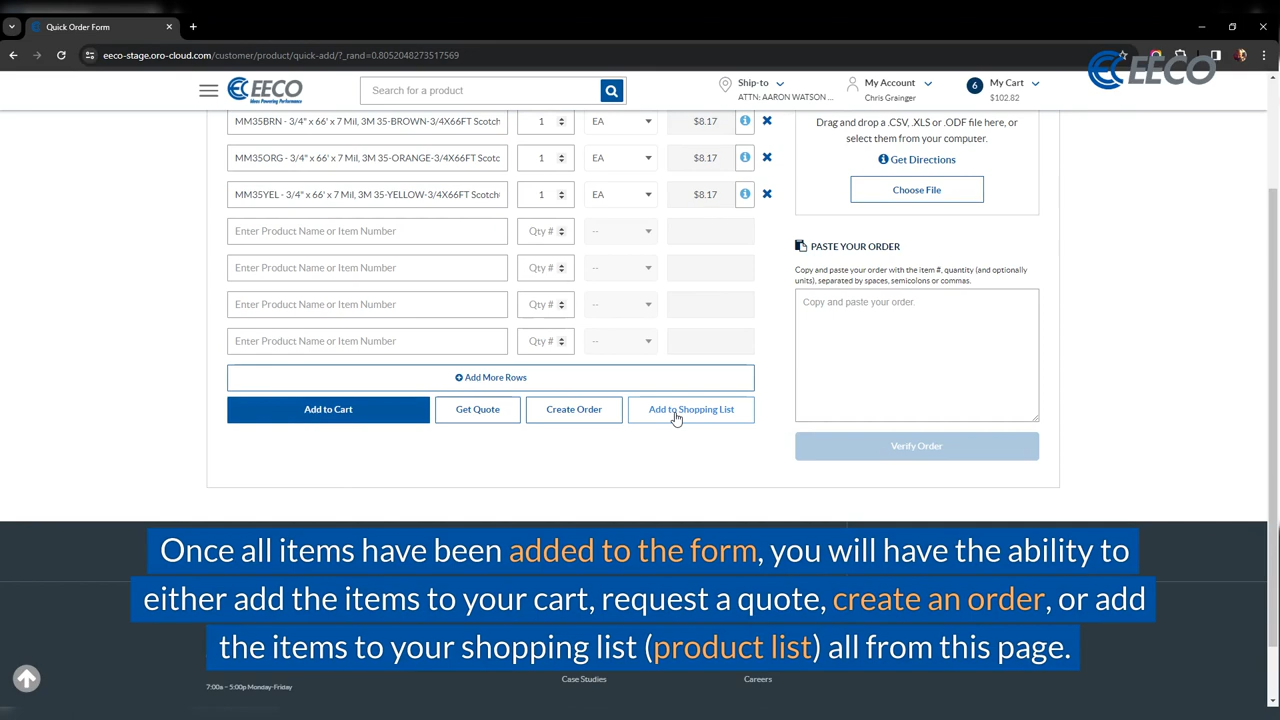 Quick Order Form
eeco-stage.oro-cloud.com/customer/product/quick-add/?_rand=0.8052048273517569
EECO
Ideas Powering Performance
Search for a product
Ship-to
ATTN: AARON WATSON ...
My Account
Chris Grainger
6
My Cart
$102.82
EECO
MM35BRN - 3/4" x 66' x 7 Mil, 3M 35-BROWN-3/4X66FT Scotc
1
EA
$8.17
MM35ORG - 3/4" x 66' x 7 Mil, 3M 35-ORANGE-3/4X66FT Scotc
1
EA
$8.17
MM35YEL - 3/4" x 66' x 7 Mil, 3M 35-YELLOW-3/4X66FT Scotch
1
EA
$8.17
Enter Product Name or Item Number
Qty #
--
Enter Product Name or Item Number
Qty #
--
Enter Product Name or Item Number
Qty #
--
Enter Product Name or Item Number
Qty #
--
Add More Rows
Add to Cart
Get Quote
Create Order
Add to Shopping List
Drag and drop a .CSV, .XLS or .ODF file here, or
select them from your computer.
Get Directions
Choose File
PASTE YOUR ORDER
Copy and paste your order with the item #, quantity (and optionally
units), separated by spaces, semicolons or commas.
Copy and paste your order.
Verify Order
Once all items have been added to the form, you will have the ability to
either add the items to your cart, request a quote, create an order, or add
the items to your shopping list (product list) all from this page.
7:00a – 5:00p Monday-Friday
Case Studies
Careers